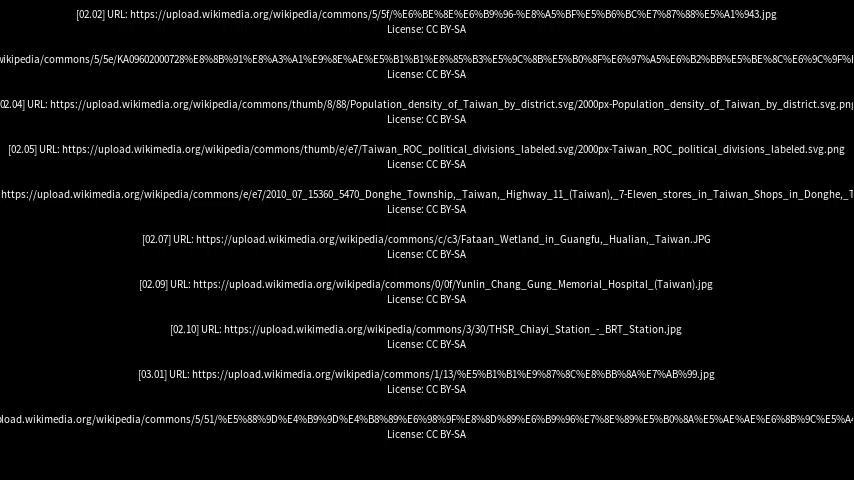 [02.02] URL: https://upload.wikimedia.org/wikipedia/commons/5/5f/%E6%BE%8E%E6%B9%96-%E8%A5%BF%E5%B6%BC%E7%87%88%E5%A1%943.jpg
License: CC BY-SA
wikipedia/commons/5/5e/KA09602000728%E8%8B%91%E8%A3%A1%E9%8E%AE%E5%B1%B1%E8%85%B3%E5%9C%8B%E5%B0%8F%E6%97%A5%E6%B2%BB%E5%BE%8C%E6%9C%9F%
License: CC BY-SA
02.04] URL: https://upload.wikimedia.org/wikipedia/commons/thumb/8/88/Population_density_of_Taiwan_by_district.svg/2000px-Population_density_of_Taiwan_by_district.svg.png
License: CC BY-SA
[02.05] URL: https://upload.wikimedia.org/wikipedia/commons/thumb/e/e7/Taiwan_ROC_political_divisions_labeled.svg/2000px-Taiwan_ROC_political_divisions_labeled.svg.png
License: CC BY-SA
https://upload.wikimedia.org/wikipedia/commons/e/e7/2010_07_15360_5470_Donghe_Township,_Taiwan,_Highway_11_(Taiwan),_7-Eleven_stores_in_Taiwan_Shops_in_Donghe,_T
License: CC BY-SA
[02.07] URL: https://upload.wikimedia.org/wikipedia/commons/c/c3/Fataan_Wetland_in_Guangfu,_Hualian,_Taiwan.JPG
License: CC BY-SA
[02.09] URL: https://upload.wikimedia.org/wikipedia/commons/0/0f/Yunlin_Chang_Gung_Memorial_Hospital_(Taiwan).jpg
License: CC BY-SA
[02.10] URL: https://upload.wikimedia.org/wikipedia/commons/3/30/THSR_Chiayi_Station_-_BRT_Station.jpg
License: CC BY-SA
[03.01] URL: https://upload.wikimedia.org/wikipedia/commons/1/13/%E5%B1%B1%E9%87%8C%E8%BB%8A%E7%AB%99.jpg
License: CC BY-SA
pload.wikimedia.org/wikipedia/commons/5/51/%E5%88%9D%E4%B9%9D%E4%B8%89%E6%98%9F%E8%8D%89%E6%B9%96%E7%8E%89%E5%B0%8A%E5%AE%AE%E6%8B%9C%E5%A4
License: CC BY-SA